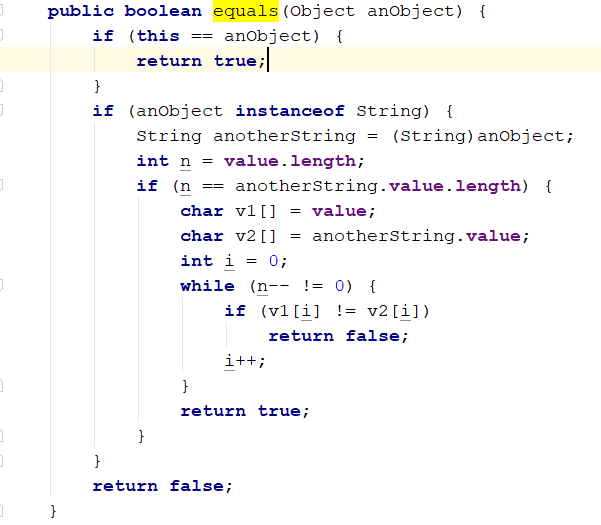 public boolean equals(Object anObject) {
    if (this == anObject) {
        return true;
    }
    if (anObject instanceof String) {
        String anotherString = (String)anObject;
        int n = value.length;
        if (n == anotherString.value.length) {
            char v1[] = value;
            char v2[] = anotherString.value;
            int i = 0;
            while (n-- != 0) {
                if (v1[i] != v2[i])
                    return false;
                i++;
            }
            return true;
        }
    }
    return false;
}